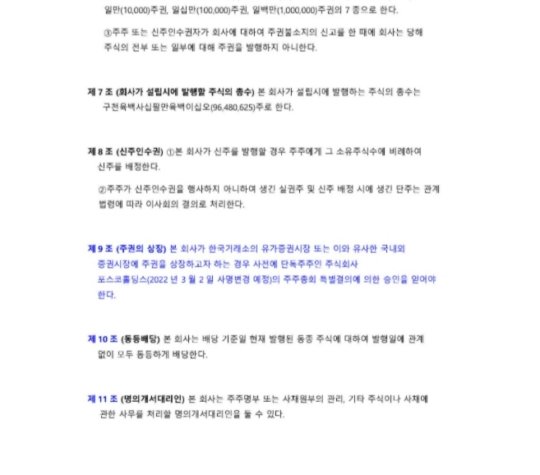 일만(10,000)주권, 일십만(100,000)주권, 일백만(1,000,000)주권의 7 종으로 한다.
③주주 또는 신주인수권자가 회사에 대하여 주권불소지의 신고를 한 때에 회사는 당해
주식의 전부 또는 일부에 대해 주권을 발행하지 아니한다.
제 7 조 (회사가 설립시에 발행할 주식의 총수) 본 회사가 설립시에 발행하는 주식의 총수는
구천육백사십팔만육백이십오(96,480,625)주로 한다.
제 8 조 (신주인수권) ①본 회사가 신주를 발행할 경우 주주에게 그 소유주식수에 비례하여
신주를 배정한다.
②주주가 신주인수권을 행사하지 아니하여 생긴 실권주 및 신주 배정 시에 생긴 단주는 관계
법령에 따라 이사회의 결의로 처리한다.
제 9 조 (주권의 상장) 본 회사가 한국거래소의 유가증권시장 또는 이와 유사한 국내외
증권시장에 주권을 상장하고자 하는 경우 사전에 단독주주인 주식회사
포스코홀딩스(2022 년 3 월 2 일 사명변경 예정)의 주주총회 특별결의에 의한 승인을 얻어야
한다.
제 10 조 (동등배당) 본 회사는 배당 기준일 현재 발행된 동종 주식에 대하여 발행일에 관계
없이 모두 동등하게 배당한다.
제 11 조 (명의개서대리인) 본 회사는 주주명부 또는 사채원부의 관리, 기타 주식이나 사채에
관한 사무를 처리할 명의개서대리인을 둘 수 있다.